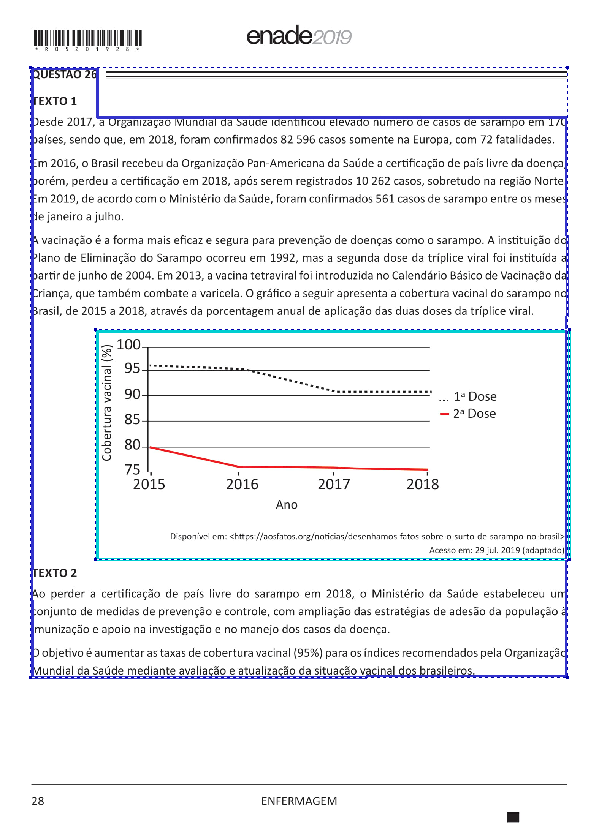 *R05201926*
enade2019
QUESTÃO 26
TEXTO 1
Desde 2017, a Organização Mundial da Saúde identificou elevado número de casos de sarampo em 170
países, sendo que, em 2018, foram confirmados 82 596 casos somente na Europa, com 72 fatalidades.
Em 2016, o Brasil recebeu da Organização Pan-Americana da Saúde a certificação de país livre da doença,
porém, perdeu a certificação em 2018, após serem registrados 10 262 casos, sobretudo na região Norte.
Em 2019, de acordo com o Ministério da Saúde, foram confirmados 561 casos de sarampo entre os meses
de janeiro a julho.
A vacinação é a forma mais eficaz e segura para prevenção de doenças como o sarampo. A instituição do
Plano de Eliminação do Sarampo ocorreu em 1992, mas a segunda dose da tríplice viral foi instituída a
partir de junho de 2004. Em 2013, a vacina tetraviral foi introduzida no Calendário Básico de Vacinação da
Criança, que também combate a varicela. O gráfico a seguir apresenta a cobertura vacinal do sarampo no
Brasil, de 2015 a 2018, através da porcentagem anual de aplicação das duas doses da tríplice viral.
Cobertura vacinal (%)
100
95
90
85
80
75
2015 2016 2017 2018
Ano
... 1ª Dose
2ª Dose
Disponível em: <https://aosfatos.org/noticias/desenhamos-fatos-sobre-o-surto-de-sarampo-no-brasil>.
Acesso em: 29 jul. 2019 (adaptado).
TEXTO 2
Ao perder a certificação de país livre do sarampo em 2018, o Ministério da Saúde estabeleceu um
conjunto de medidas de prevenção e controle, com ampliação das estratégias de adesão da população à
imunização e apoio na investigação e no manejo dos casos da doença.
O objetivo é aumentar as taxas de cobertura vacinal (95%) para os índices recomendados pela Organização
Mundial da Saúde mediante avaliação e atualização da situação vacinal dos brasileiros.
28
ENFERMAGEM